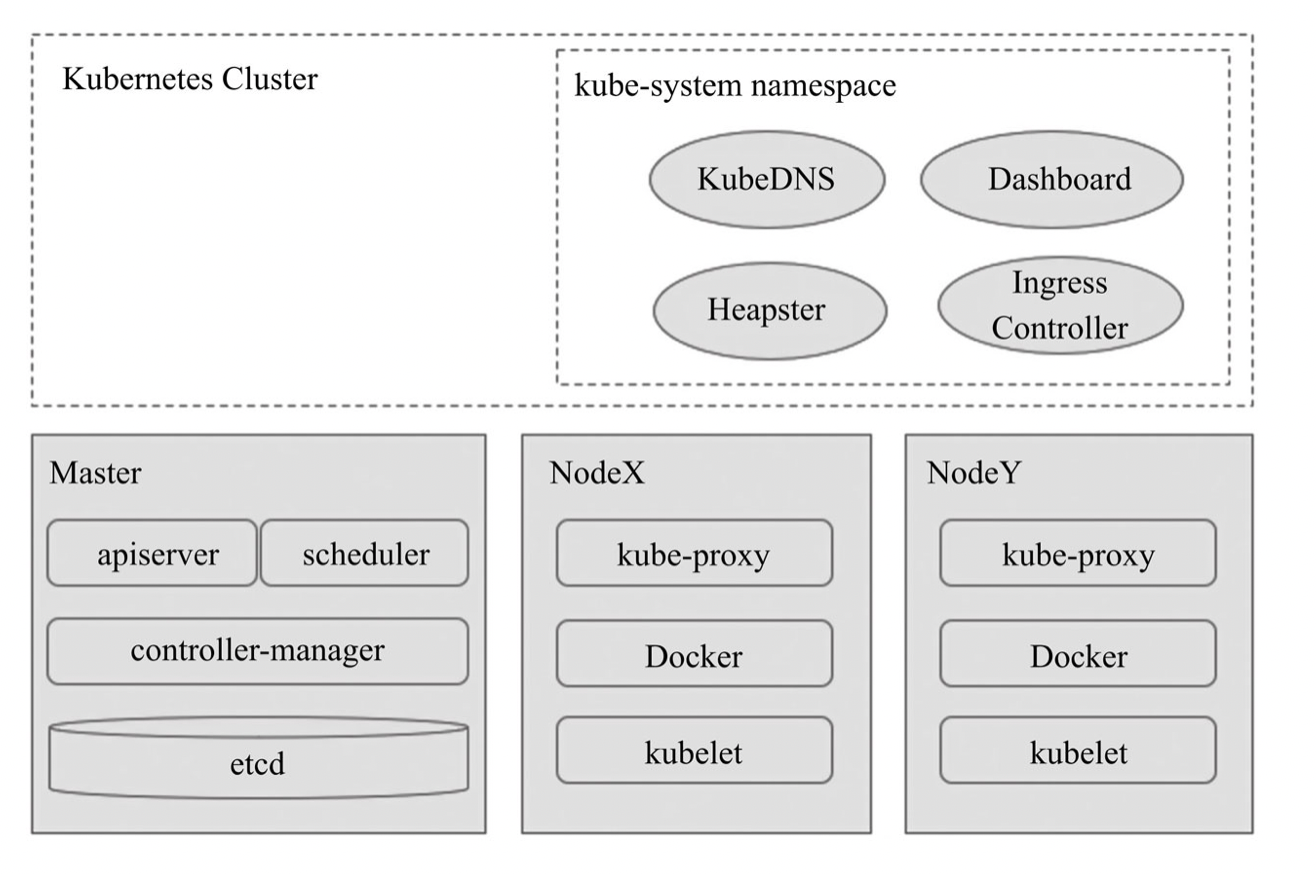 Kubernetes Cluster
kube-system namespace
KubeDNS
Dashboard
Heapster
Ingress
Controller
Master
apiserver
scheduler
controller-manager
etcd
NodeX
kube-proxy
Docker
kubelet
NodeY
kube-proxy
Docker
kubelet